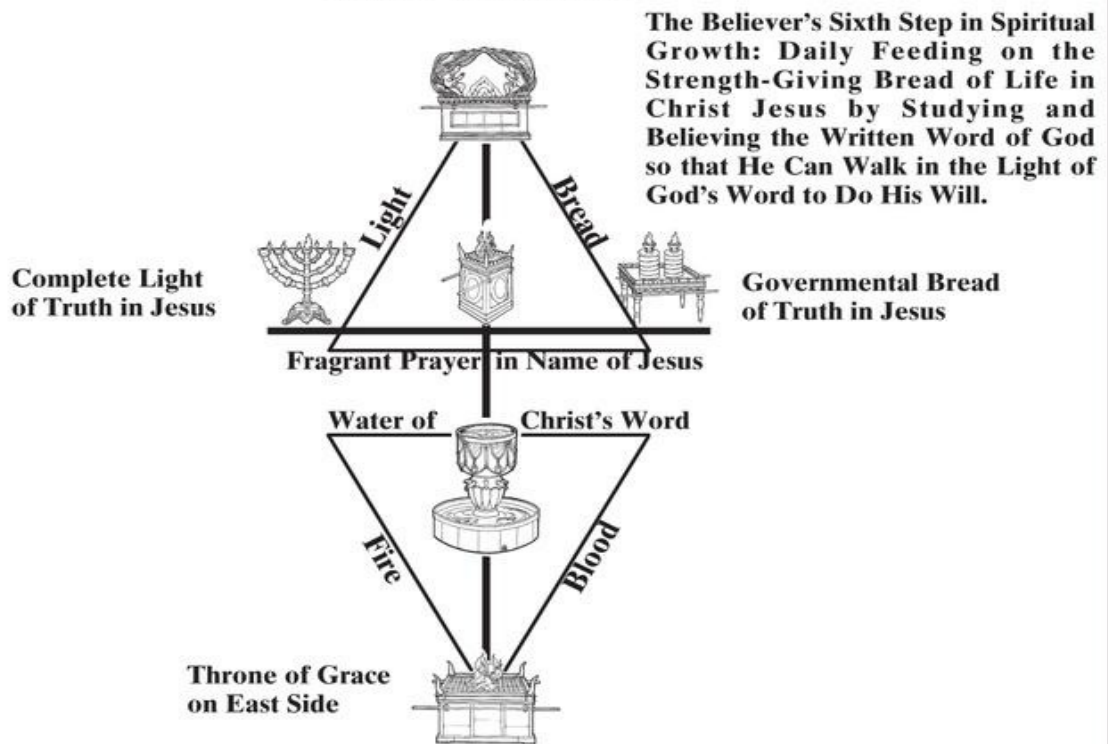 The Believer's Sixth Step in Spiritual
Growth: Daily Feeding on the
Strength-Giving Bread of Life in
Christ Jesus by Studying and
Believing the Written Word of God
so that He Can Walk in the Light of
God's Word to Do His Will.
Light
Bread
Complete Light
of Truth in Jesus
Governmental Bread
of Truth in Jesus
Fragrant Prayer in Name of Jesus
Water of Christ's Word
Fire
Blood
Throne of Grace
on East Side